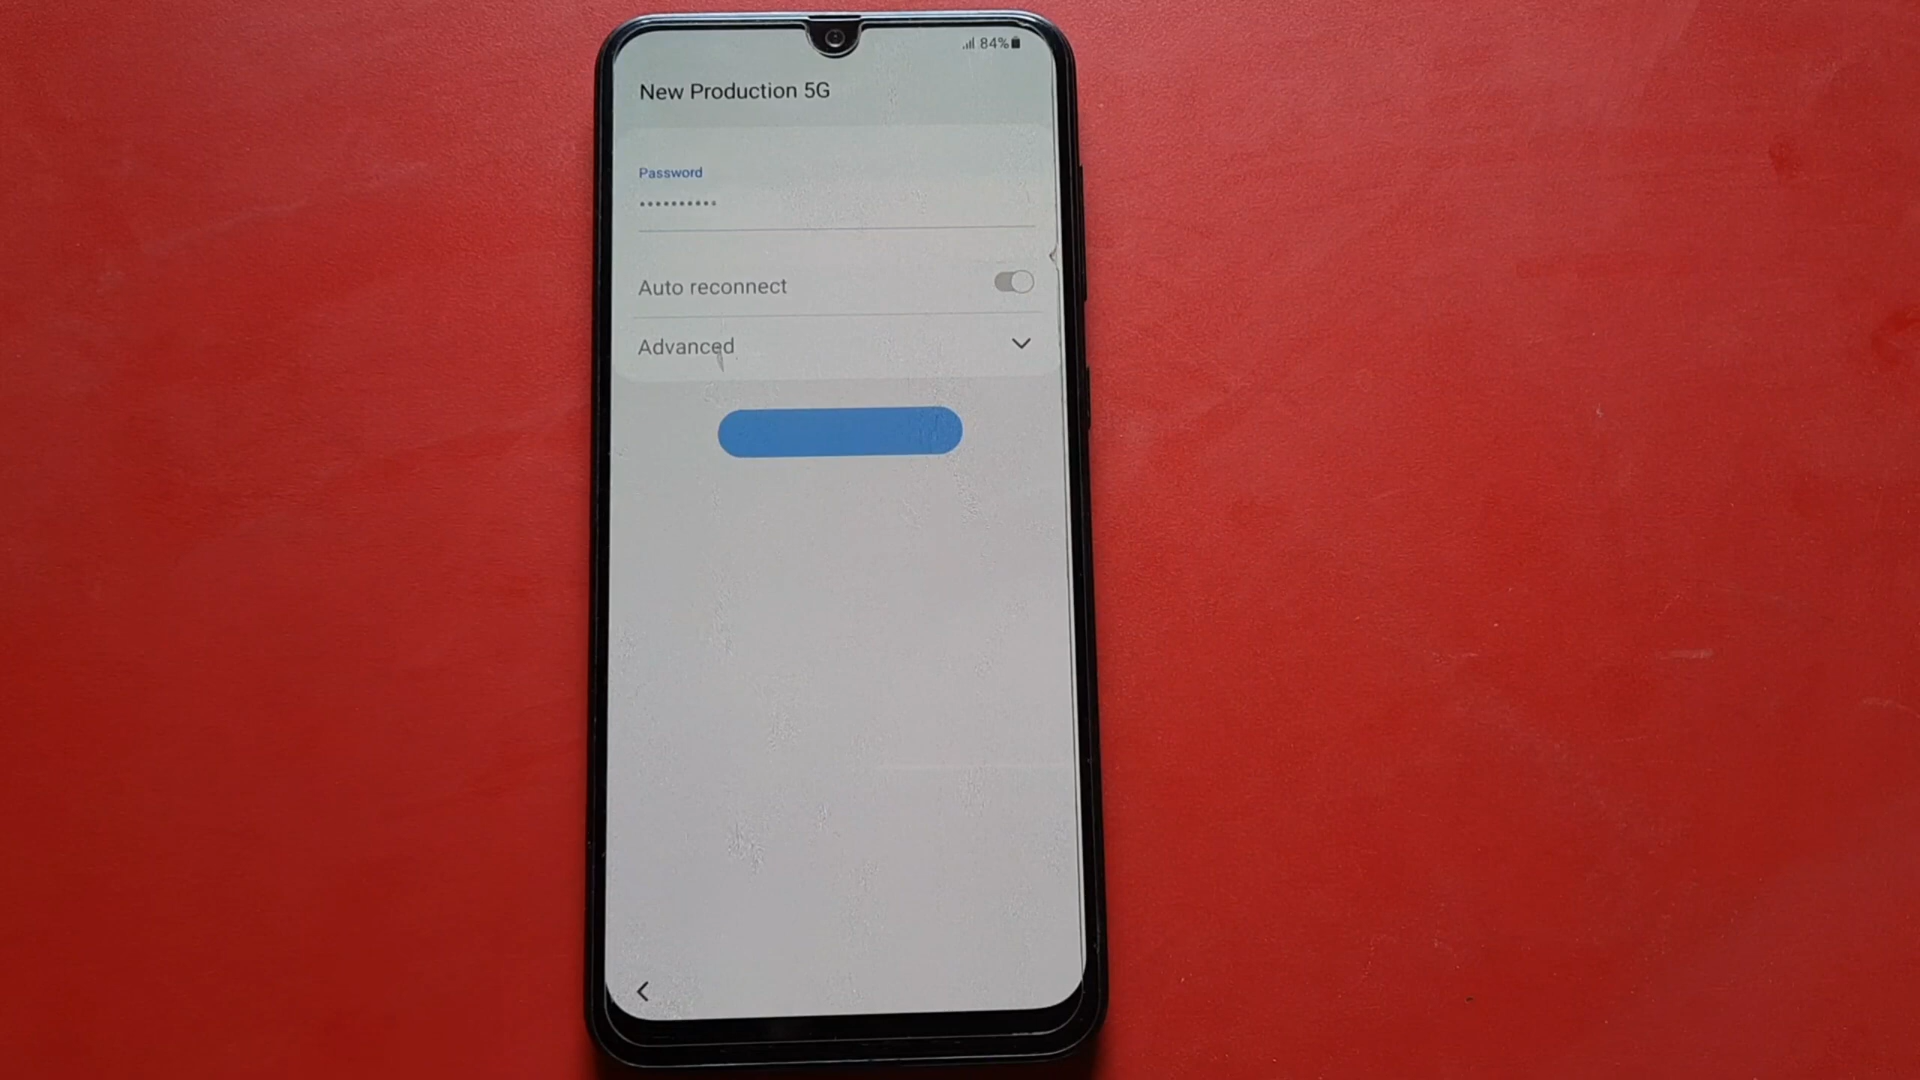 84%
New Production 5G
Password
••••••••••
Auto reconnect
Advanced